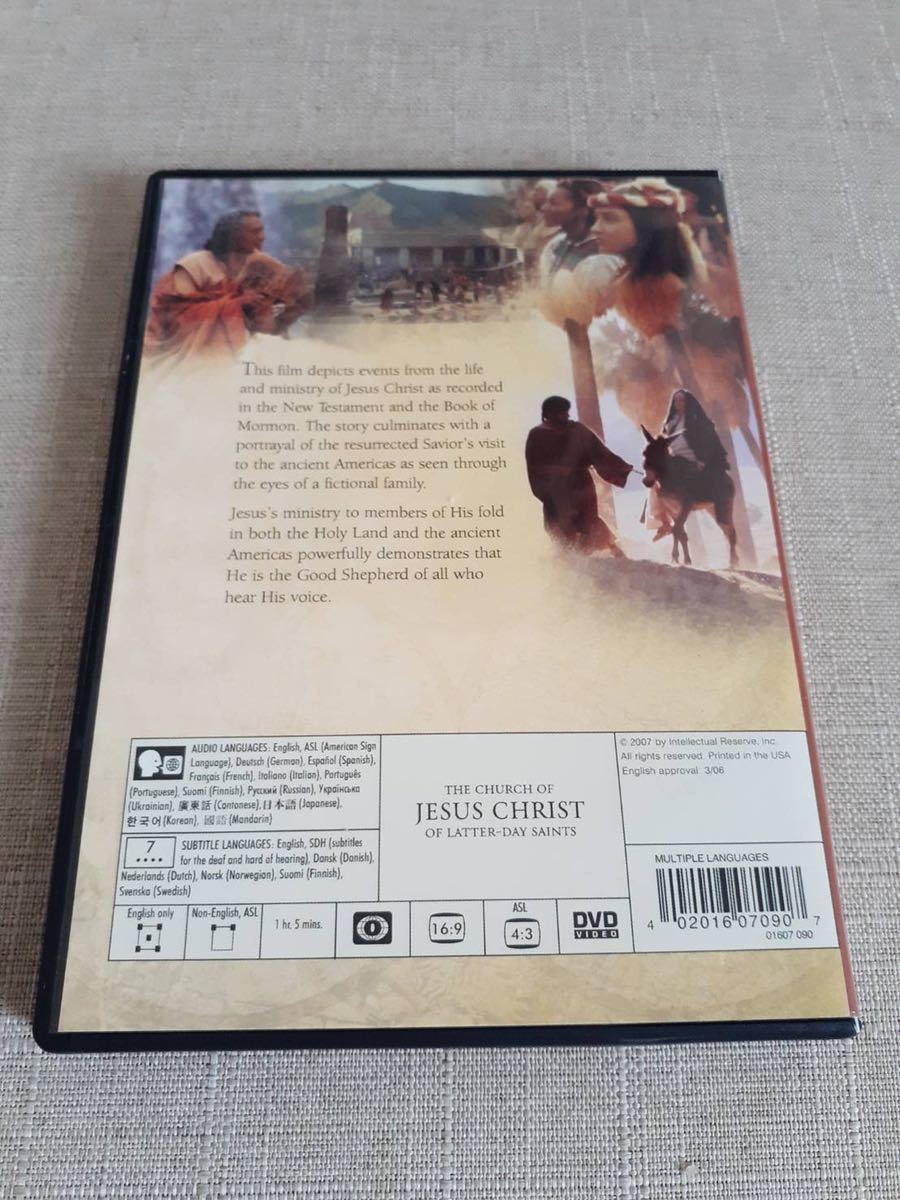 This film depicts events from the life
and ministry of Jesus Christ as recorded
in the New Testament and the Book of
Mormon. The story culminates with a
portrayal of the resurrected Savior's visit
to the ancient Americas as seen through
the eyes of a fictional family.
Jesus's ministry to members of His fold
in both the Holy Land and the ancient
Americas powerfully demonstrates that
He is the Good Shepherd of all who
hear His voice.
AUDIO LANGUAGES: English, ASL (American Sign
Language), Deutsch (German), Español (Spanish),
Français (French), Italiano (Italian), Português
(Portuguese), Suomi (Finnish), Русский (Russian), Українська
(Ukrainian), 廣東話 (Cantonese), 日本語 (Japanese),
한국어 (Korean), 國語 (Mandarin)
7
SUBTITLE LANGUAGES: English, SDH (subtitles
for the deaf and hard of hearing), Dansk (Danish),
Nederlands (Dutch), Norsk (Norwegian), Suomi (Finnish),
Svenska (Swedish)
English only
Non-English, ASL
1 hr. 5 mins.
0
16:9
ASL
4:3
DVD
VIDEO
THE CHURCH OF
JESUS CHRIST
OF LATTER-DAY SAINTS
© 2007 by Intellectual Reserve, Inc.
All rights reserved. Printed in the USA
English approval: 3/06
MULTIPLE LANGUAGES
4 02016 07090 7
01607 090